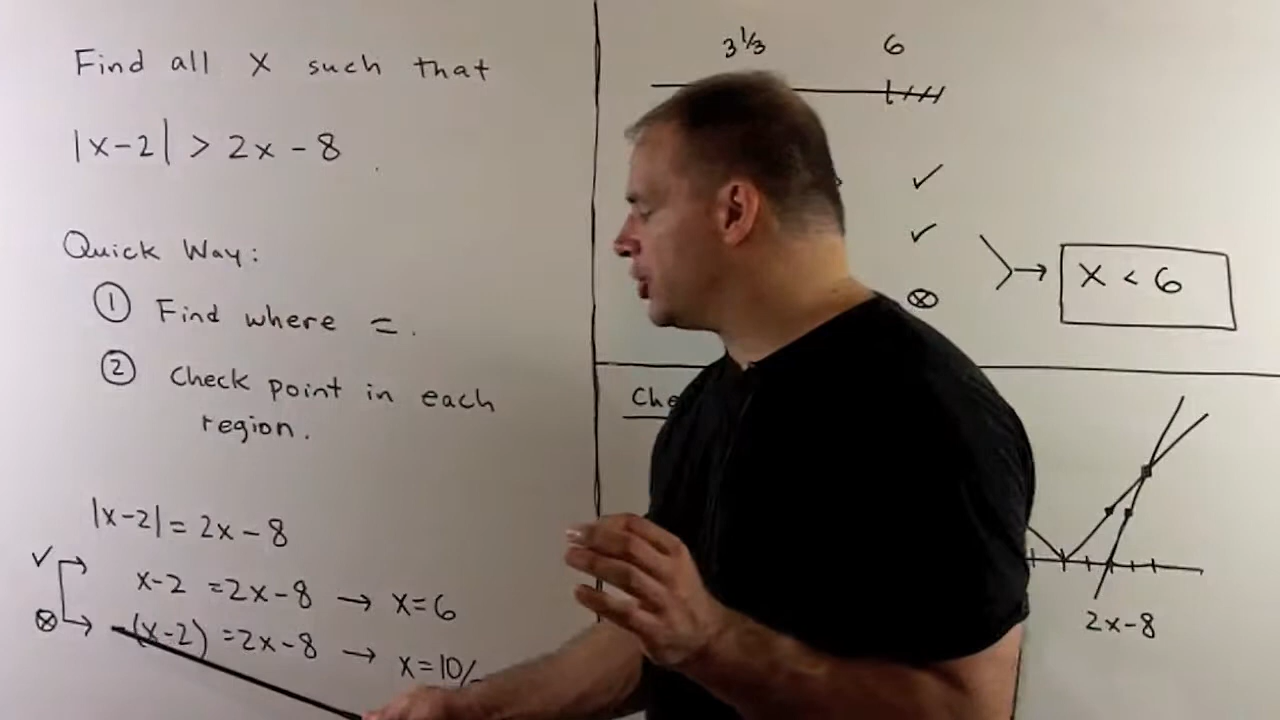 Find all x such that
|x-2| > 2x - 8
Quick Way:
① Find where =.
② Check point in each
region.
|x-2| = 2x - 8
✓ x-2 = 2x-8 → x=6
⊗ -(x-2) = 2x-8 → x=10/
3⅓ 6
✓
✓
⊗
→ x < 6
2x-8